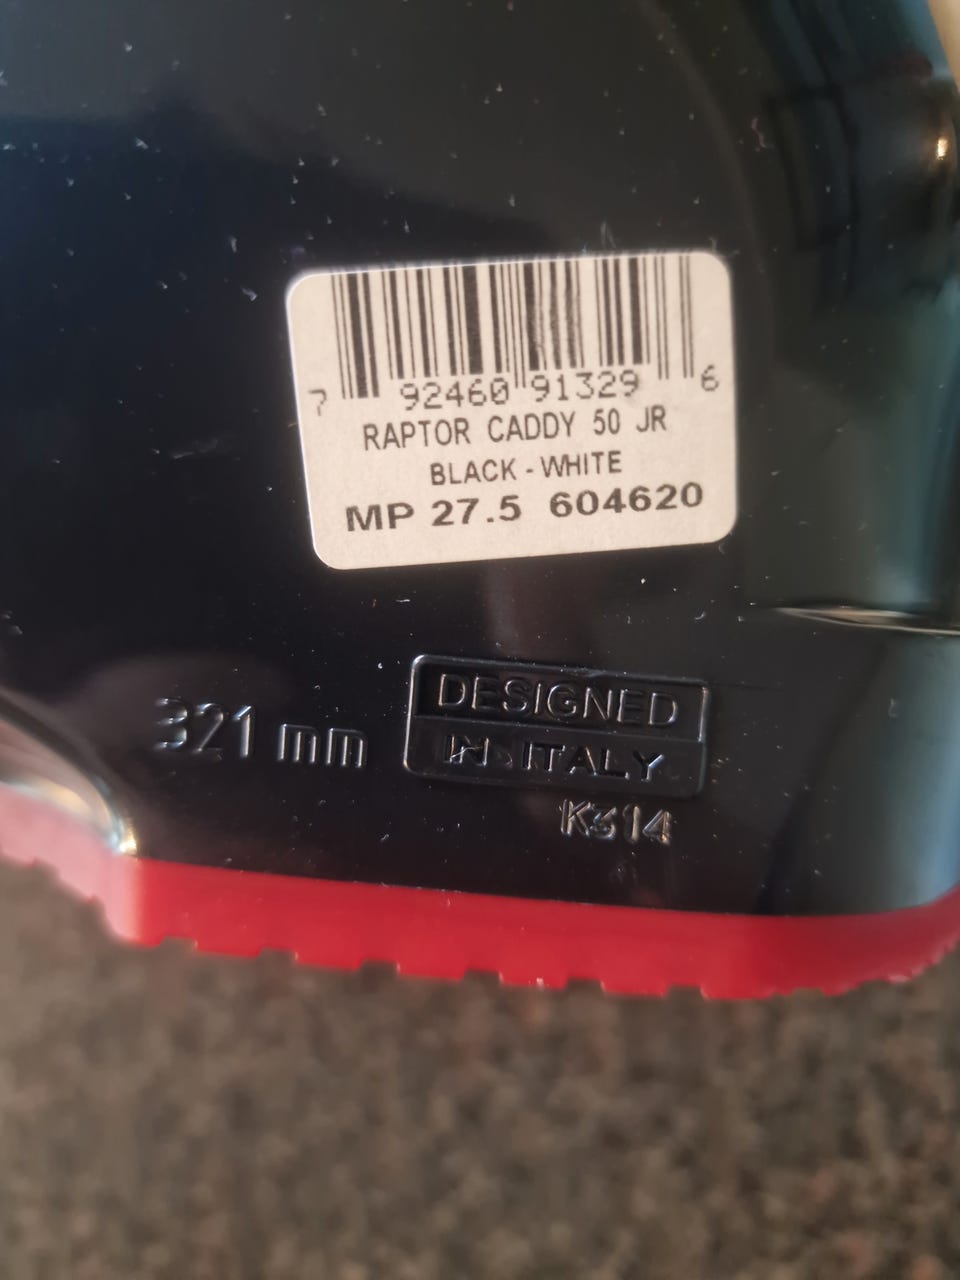 7 92460 91329 6
RAPTOR CADDY 50 JR
BLACK - WHITE
MP 27.5 604620
321 mm
DESIGNED
IN ITALY
K314